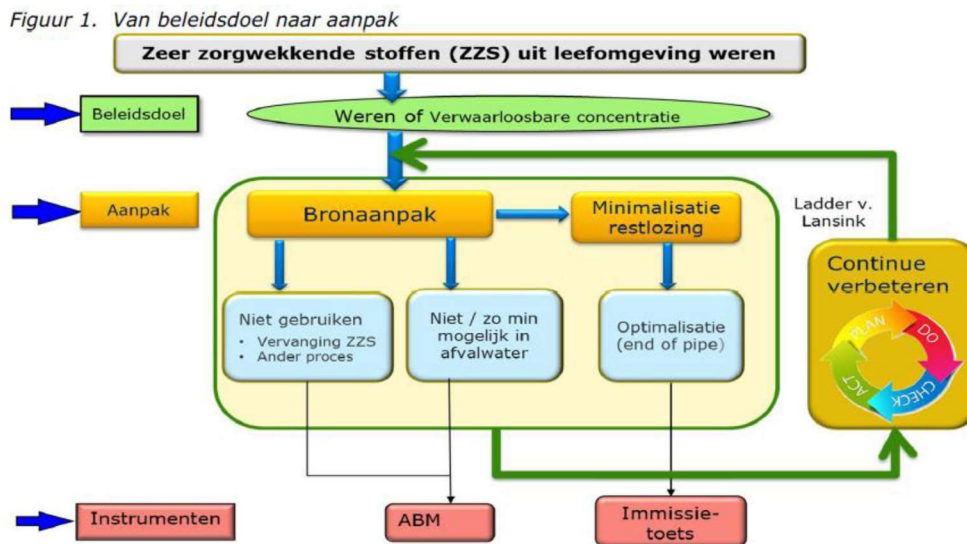 Figuur 1. Van beleidsdoel naar aanpak
Zeer zorgwekkende stoffen (ZZS) uit leefomgeving weren
Beleidsdoel
Weren of Verwaarloosbare concentratie
Aanpak
Bronaanpak
Minimalisatie
restlozing
Ladder v.
Lansink
Continue
verbeteren
PLAN
DO
CHECK
ACT
Niet gebruiken
• Vervanging ZZS
• Ander proces
Niet / zo min
mogelijk in
afvalwater
Optimalisatie
(end of pipe)
Instrumenten
ABM
Immissie-
toets